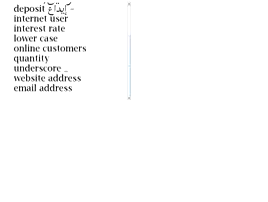 deposit إيداع -
internet user
interest rate
lower case
online customers
quantity
underscore _
website address
email address